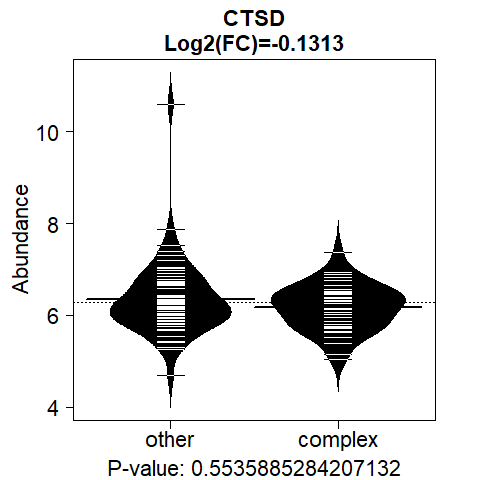 CTSD
Log2(FC)=-0.1313
Abundance
10
8
6
4
other complex
P-value: 0.5535885284207132